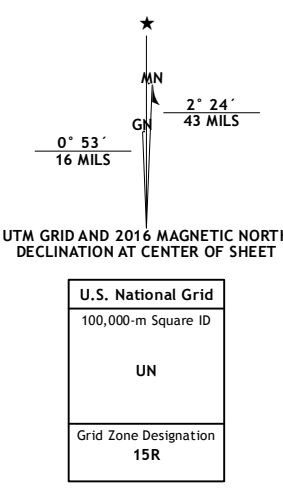 MN
GN
2° 24´
43 MILS
0° 53´
16 MILS
UTM GRID AND 2016 MAGNETIC NORTH
DECLINATION AT CENTER OF SHEET
U.S. National Grid
100,000-m Square ID
UN
Grid Zone Designation
15R